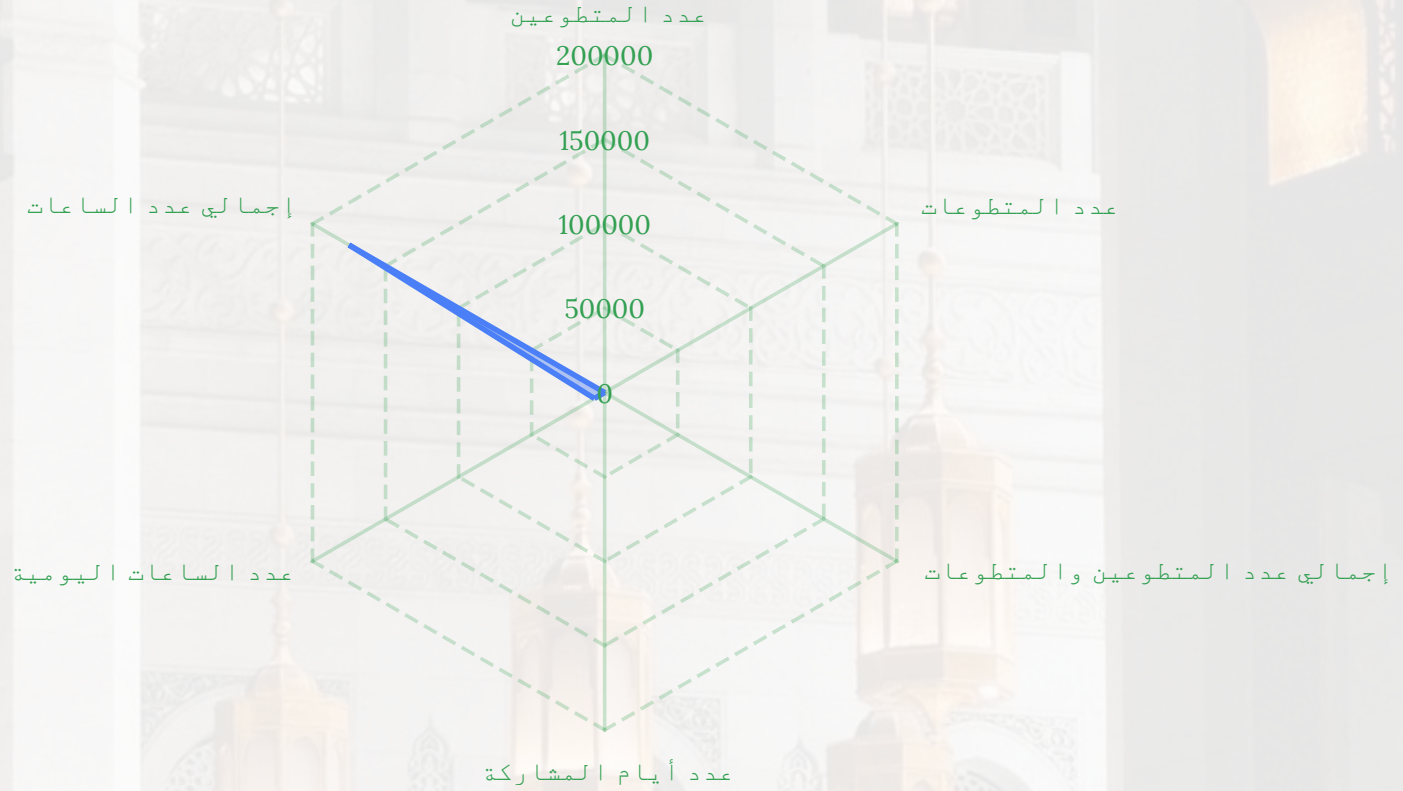 عدد المتطوعين
200000
150000
100000
50000
0
عدد المتطوعات
إجمالي عدد المتطوعين والمتطوعات
عدد أيام المشاركة
عدد الساعات اليومية
إجمالي عدد الساعات